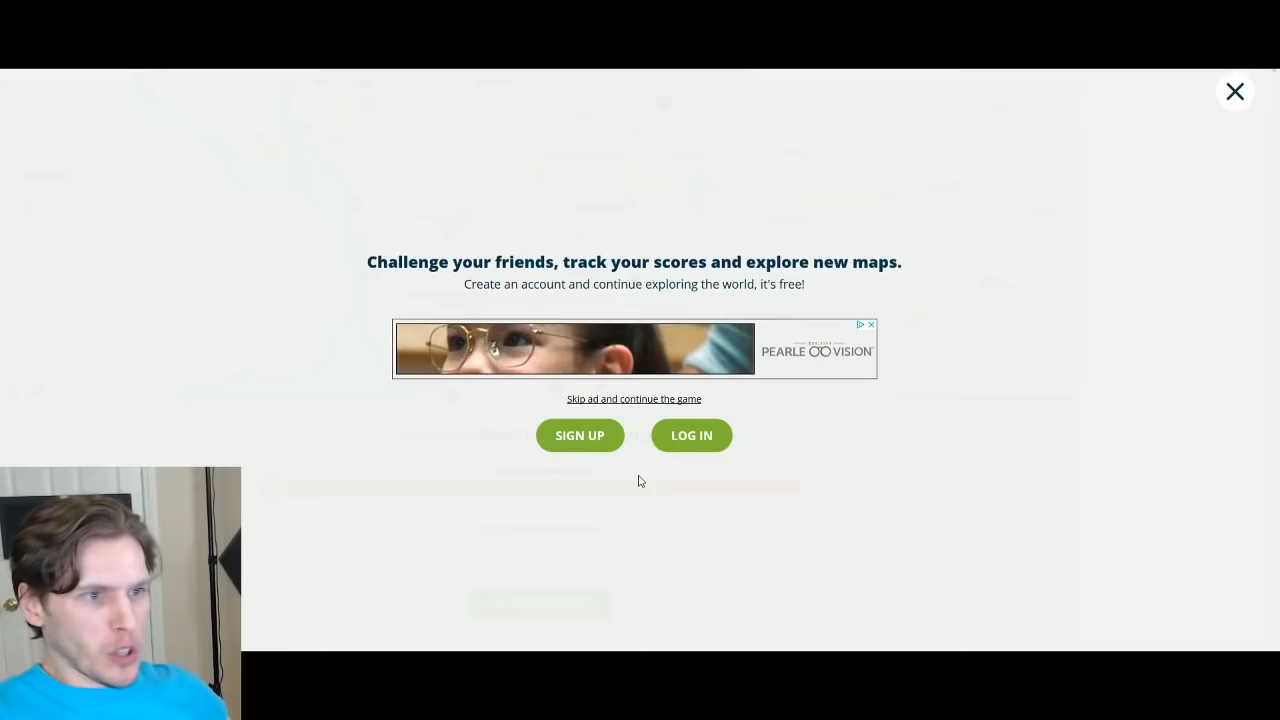 Challenge your friends, track your scores and explore new maps.
Create an account and continue exploring the world, it's free!
PEARLE VISION
Skip ad and continue the game
SIGN UP
LOG IN